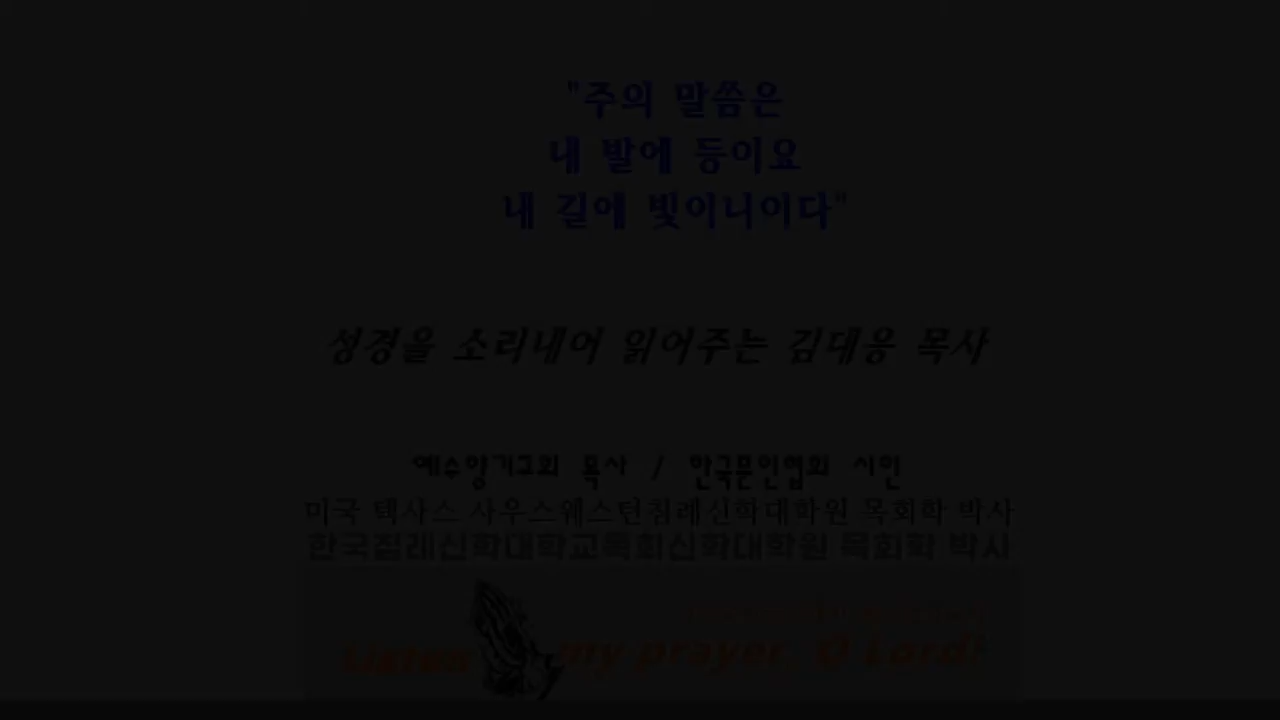 "주의 말씀은
내 발에 등이요
내 길에 빛이니이다"
성경을 소리내어 읽어주는 김대응 목사
예수향기교회 목사 / 한국문인협회 시인
미국 텍사스 사우스웨스턴침례신학대학원 목회학 박사
한국침례신학대학교목회신학대학원 목회학 박사
Listen my prayer, O Lord!